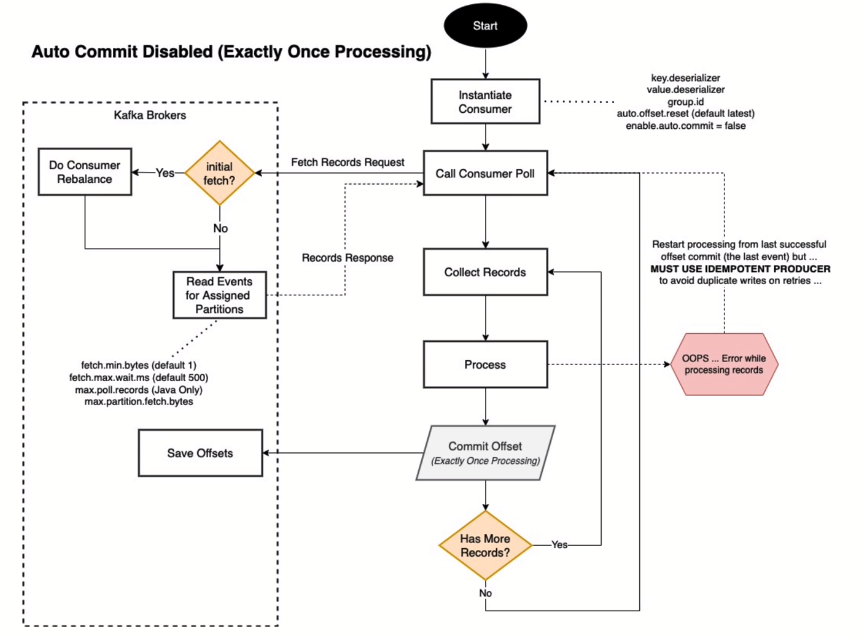 Start
Auto Commit Disabled (Exactly Once Processing)
Instantiate
Consumer
key.deserializer
value.deserializer
group.id
auto.offset.reset (default latest)
enable.auto.commit = false
Kafka Brokers
Do Consumer
Rebalance
Yes
initial
fetch?
Fetch Records Request
Call Consumer Poll
No
Records Response
Collect Records
Restart processing from last successful
offset commit (the last event) but ...
MUST USE IDEMPOTENT PRODUCER
to avoid duplicate writes on retries ...
Read Events
for Assigned
Partitions
fetch.min.bytes (default 1)
fetch.max.wait.ms (default 500)
max.poll.records (Java Only)
max.partition.fetch.bytes
Process
OOPS ... Error while
processing records
Save Offsets
Commit Offset
(Exactly Once Processing)
Has More
Records?
Yes
No